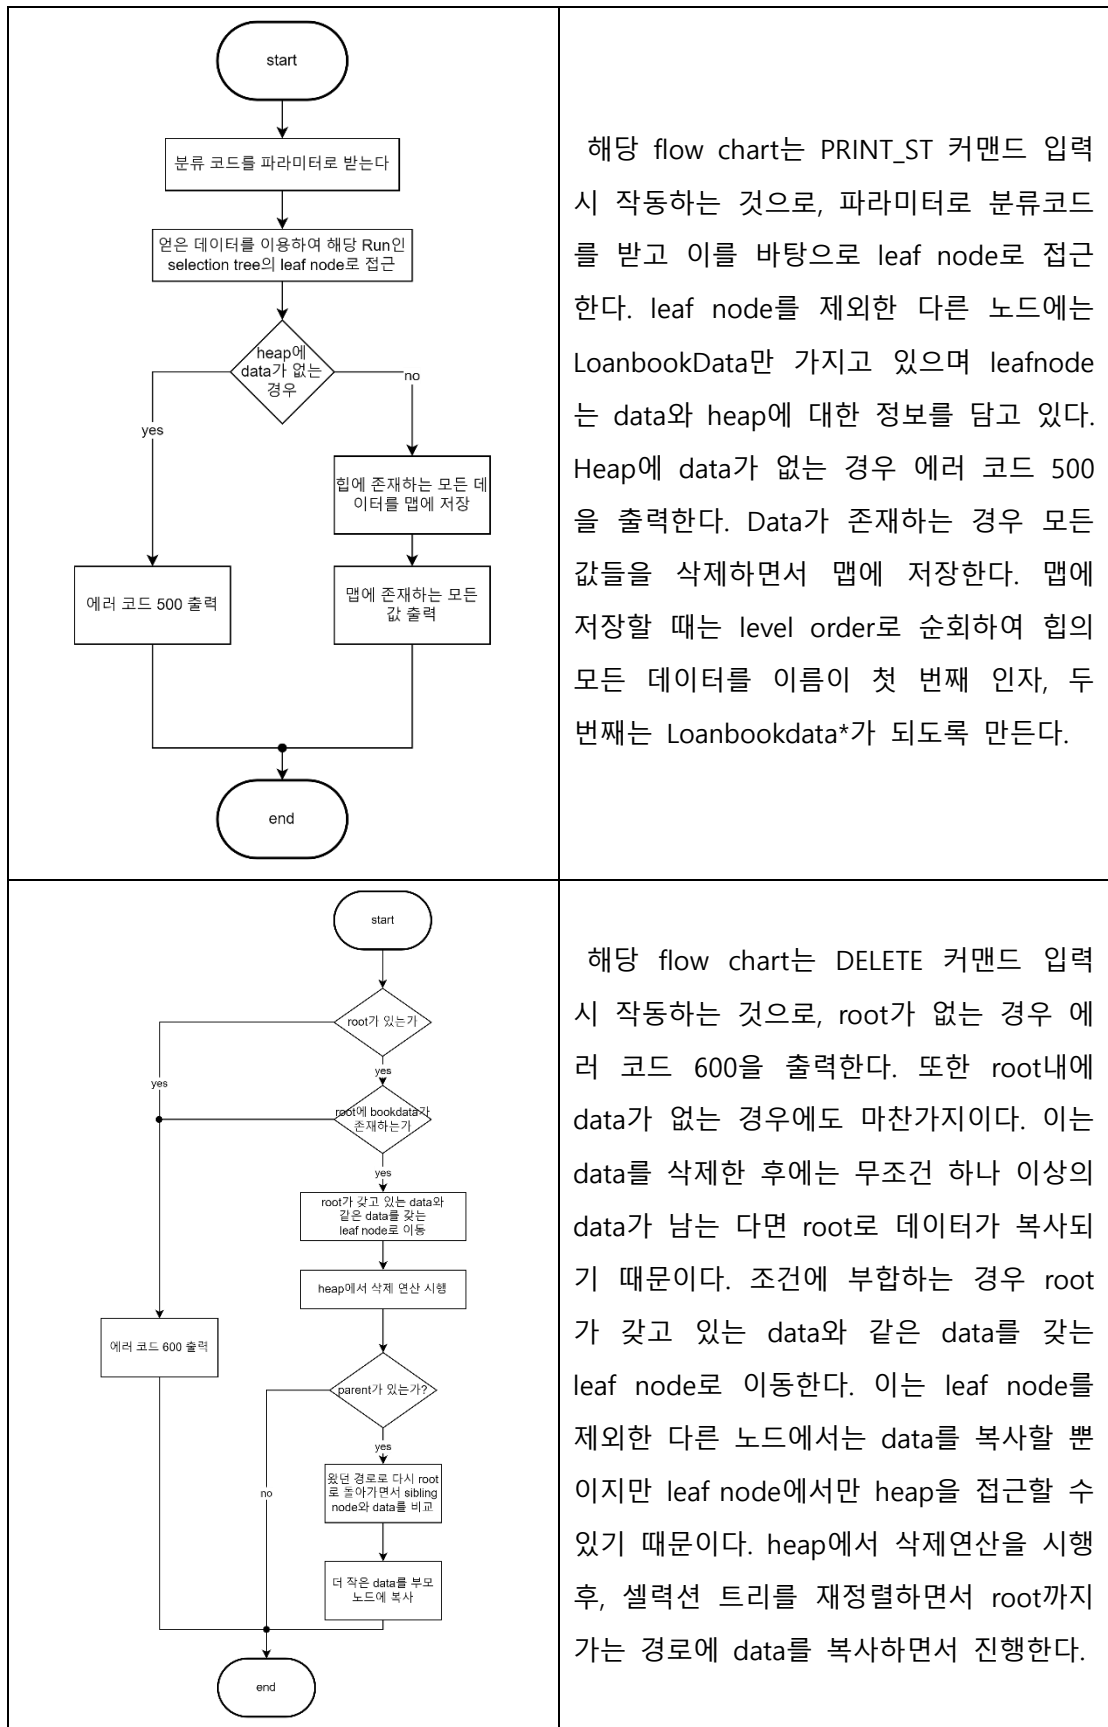 start
분류 코드를 파라미터로 받는다
얻은 데이터를 이용하여 해당 Run인
selection tree의 leaf node로 접근
heap에
data가 없는
경우
no
yes
힙에 존재하는 모든 데
이터를 맵에 저장
에러 코드 500 출력
맵에 존재하는 모든
값 출력
end
해당 flow chart는 PRINT_ST 커맨드 입력
시 작동하는 것으로, 파라미터로 분류코드
를 받고 이를 바탕으로 leaf node로 접근
한다. leaf node를 제외한 다른 노드에는
LoanbookData만 가지고 있으며 leafnode
는 data와 heap에 대한 정보를 담고 있다.
Heap에 data가 없는 경우 에러 코드 500
을 출력한다. Data가 존재하는 경우 모든
값들을 삭제하면서 맵에 저장한다. 맵에
저장할 때는 level order로 순회하여 힙의
모든 데이터를 이름이 첫 번째 인자, 두
번째는 Loanbookdata*가 되도록 만든다.
start
root가 있는가
yes
yes
root에 bookdata가
존재하는가
yes
root가 갖고 있는 data와
같은 data를 갖는
leaf node로 이동
heap에서 삭제 연산 시행
에러 코드 600 출력
parent가 있는가?
yes
no
왔던 경로로 다시 root
로 돌아가면서 sibling
node와 data를 비교
더 작은 data를 부모
노드에 복사
end
해당 flow chart는 DELETE 커맨드 입력
시 작동하는 것으로, root가 없는 경우 에
러 코드 600을 출력한다. 또한 root내에
data가 없는 경우에도 마찬가지이다. 이는
data를 삭제한 후에는 무조건 하나 이상의
data가 남는 다면 root로 데이터가 복사되
기 때문이다. 조건에 부합하는 경우 root
가 갖고 있는 data와 같은 data를 갖는
leaf node로 이동한다. 이는 leaf node를
제외한 다른 노드에서는 data를 복사할 뿐
이지만 leaf node에서만 heap을 접근할 수
있기 때문이다. heap에서 삭제연산을 시행
후, 셀럭션 트리를 재정렬하면서 root까지
가는 경로에 data를 복사하면서 진행한다.